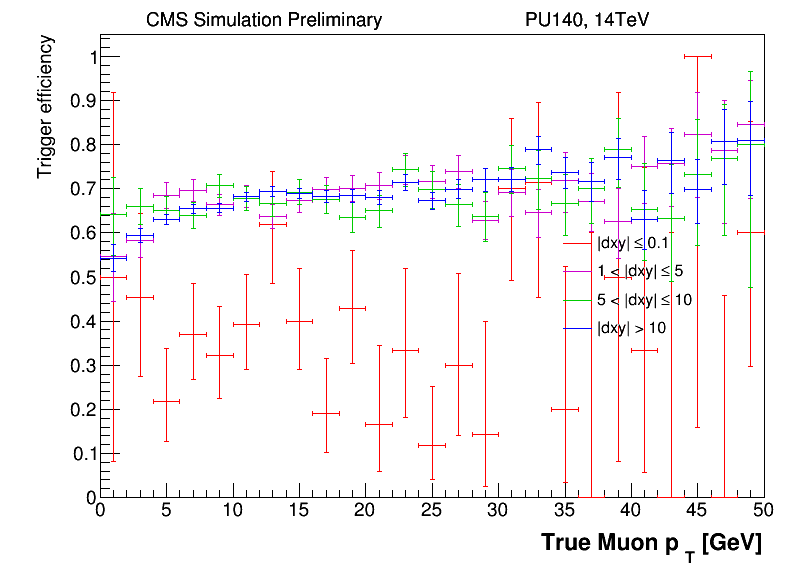 CMS Simulation Preliminary PU140, 14TeV
Trigger efficiency
1
0.9
0.8
0.7
0.6
0.5
0.4
0.3
0.2
0.1
0
|dxy| ≤ 0.1
1 < |dxy| ≤ 5
5 < |dxy| ≤ 10
|dxy| > 10
0 5 10 15 20 25 30 35 40 45 50
True Muon p_T [GeV]